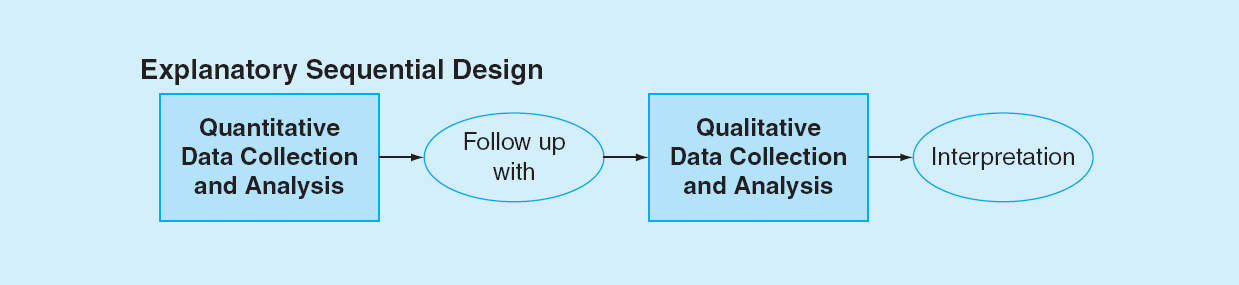 Explanatory Sequential Design
Quantitative
Data Collection
and Analysis
Follow up
with
Qualitative
Data Collection
and Analysis
Interpretation